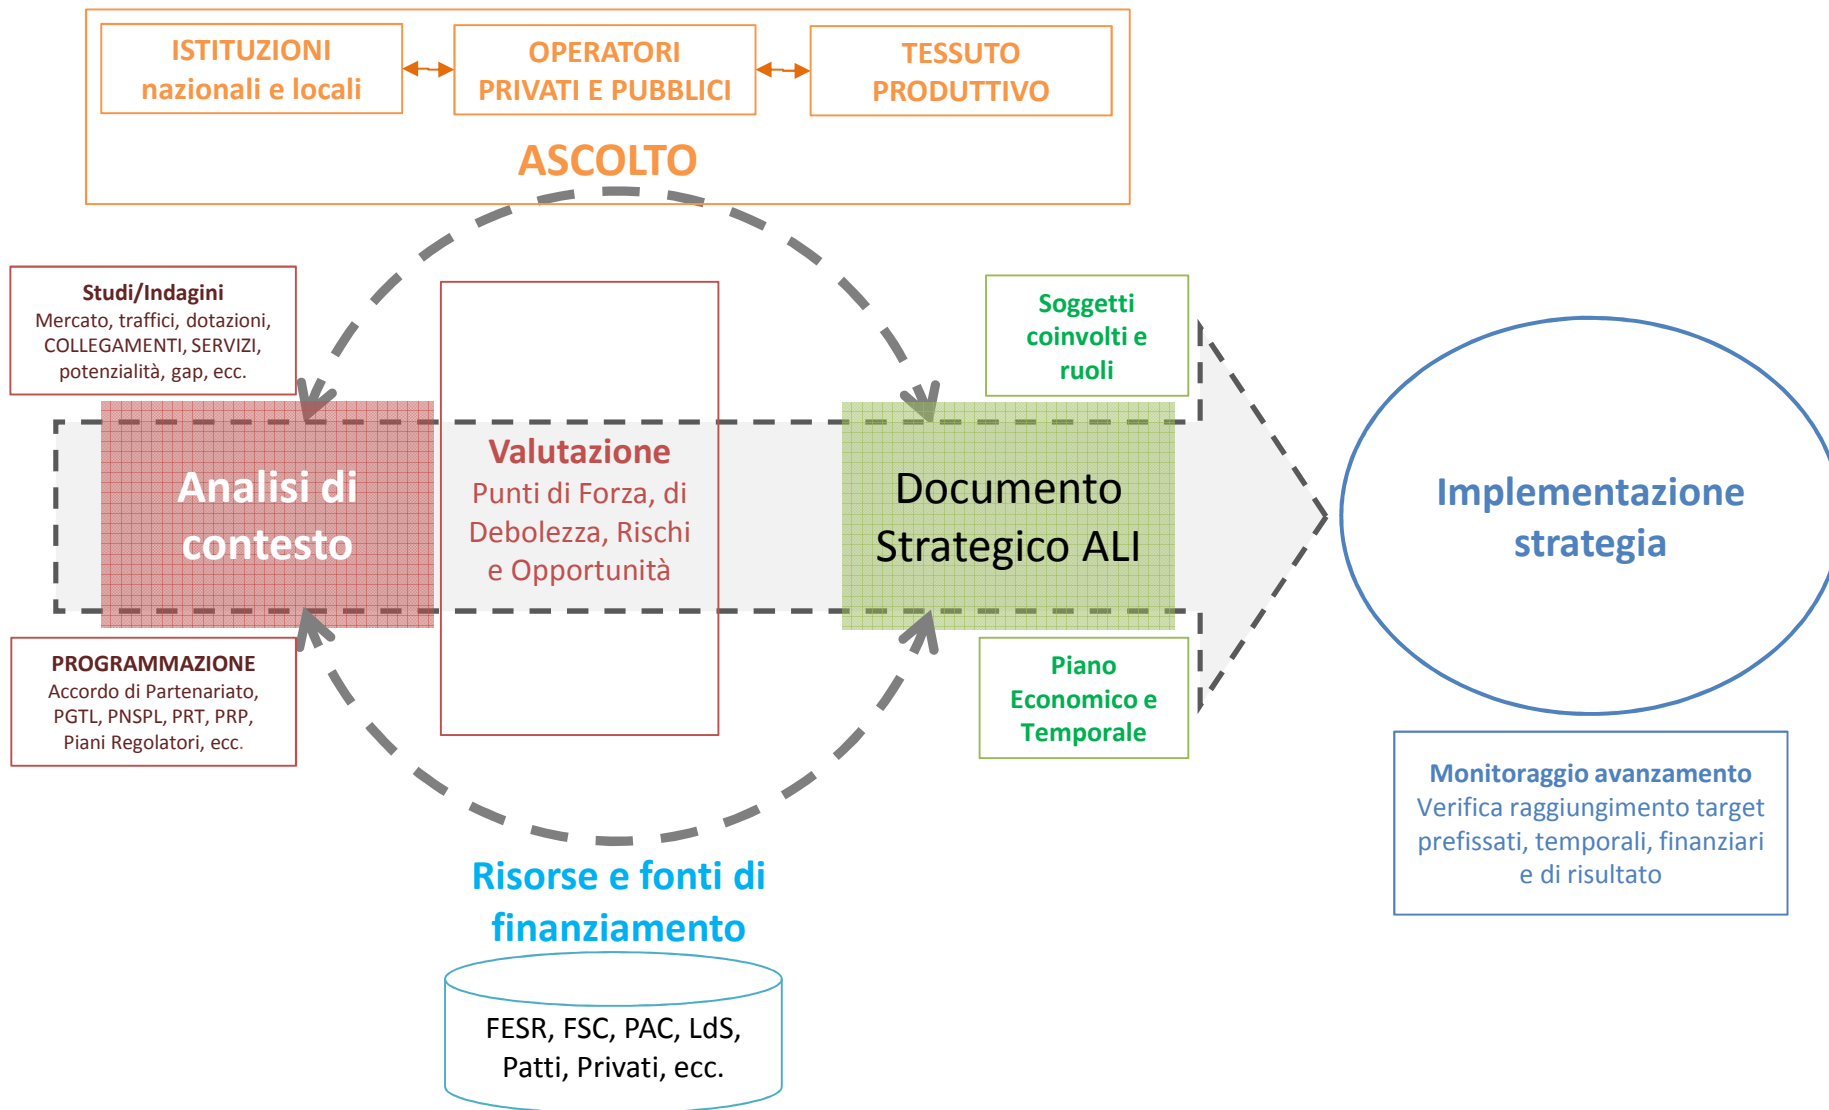 ISTITUZIONI
nazionali e locali
OPERATORI
PRIVATI E PUBBLICI
TESSUTO
PRODUTTIVO
ASCOLTO
Studi/Indagini
Mercato, traffici, dotazioni,
COLLEGAMENTI, SERVIZI,
potenzialità, gap, ecc.
Analisi di
contesto
PROGRAMMAZIONE
Accordo di Partenariato,
PGTL, PNSPL, PRT, PRP,
Piani Regolatori, ecc.
Valutazione
Punti di Forza, di
Debolezza, Rischi
e Opportunità
Soggetti
coinvolti e
ruoli
Documento
Strategico ALI
Piano
Economico e
Temporale
Implementazione
strategia
Monitoraggio avanzamento
Verifica raggiungimento target
prefissati, temporali, finanziari
e di risultato
Risorse e fonti di
finanziamento
FESR, FSC, PAC, LdS,
Patti, Privati, ecc.